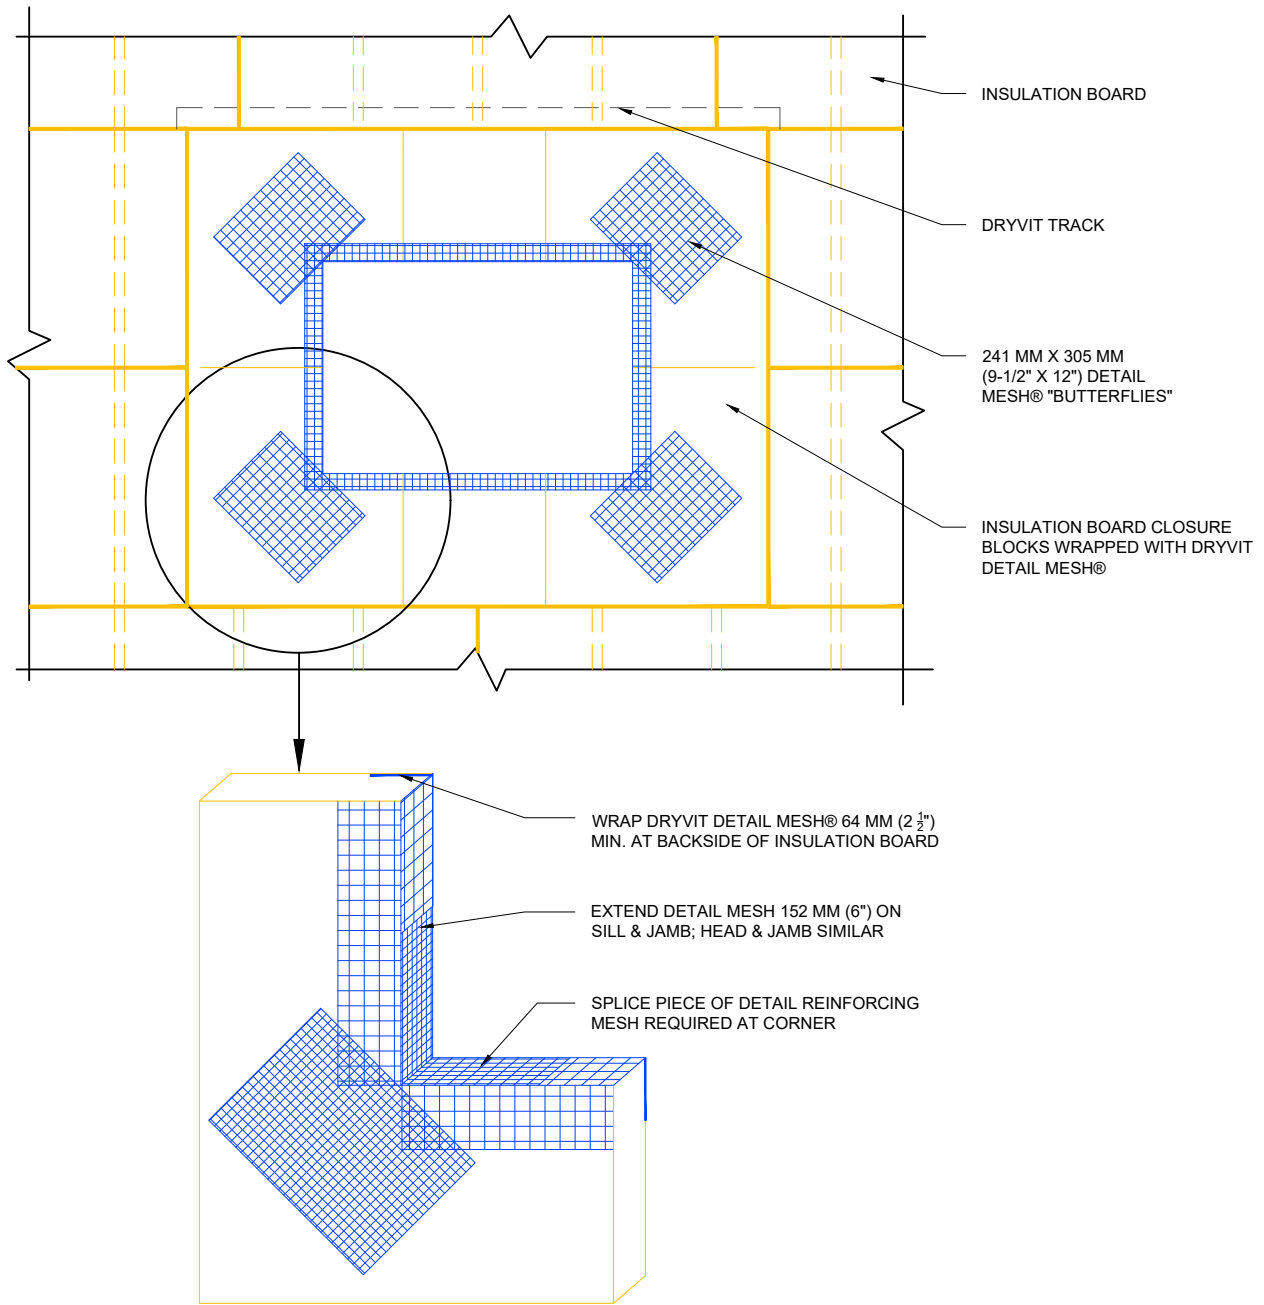 INSULATION BOARD
DRYVIT TRACK
241 MM X 305 MM
(9-1/2" X 12") DETAIL
MESH® "BUTTERFLIES"
INSULATION BOARD CLOSURE
BLOCKS WRAPPED WITH DRYVIT
DETAIL MESH®
WRAP DRYVIT DETAIL MESH® 64 MM (2 1/2")
MIN. AT BACKSIDE OF INSULATION BOARD
EXTEND DETAIL MESH 152 MM (6") ON
SILL & JAMB; HEAD & JAMB SIMILAR
SPLICE PIECE OF DETAIL REINFORCING
MESH REQUIRED AT CORNER